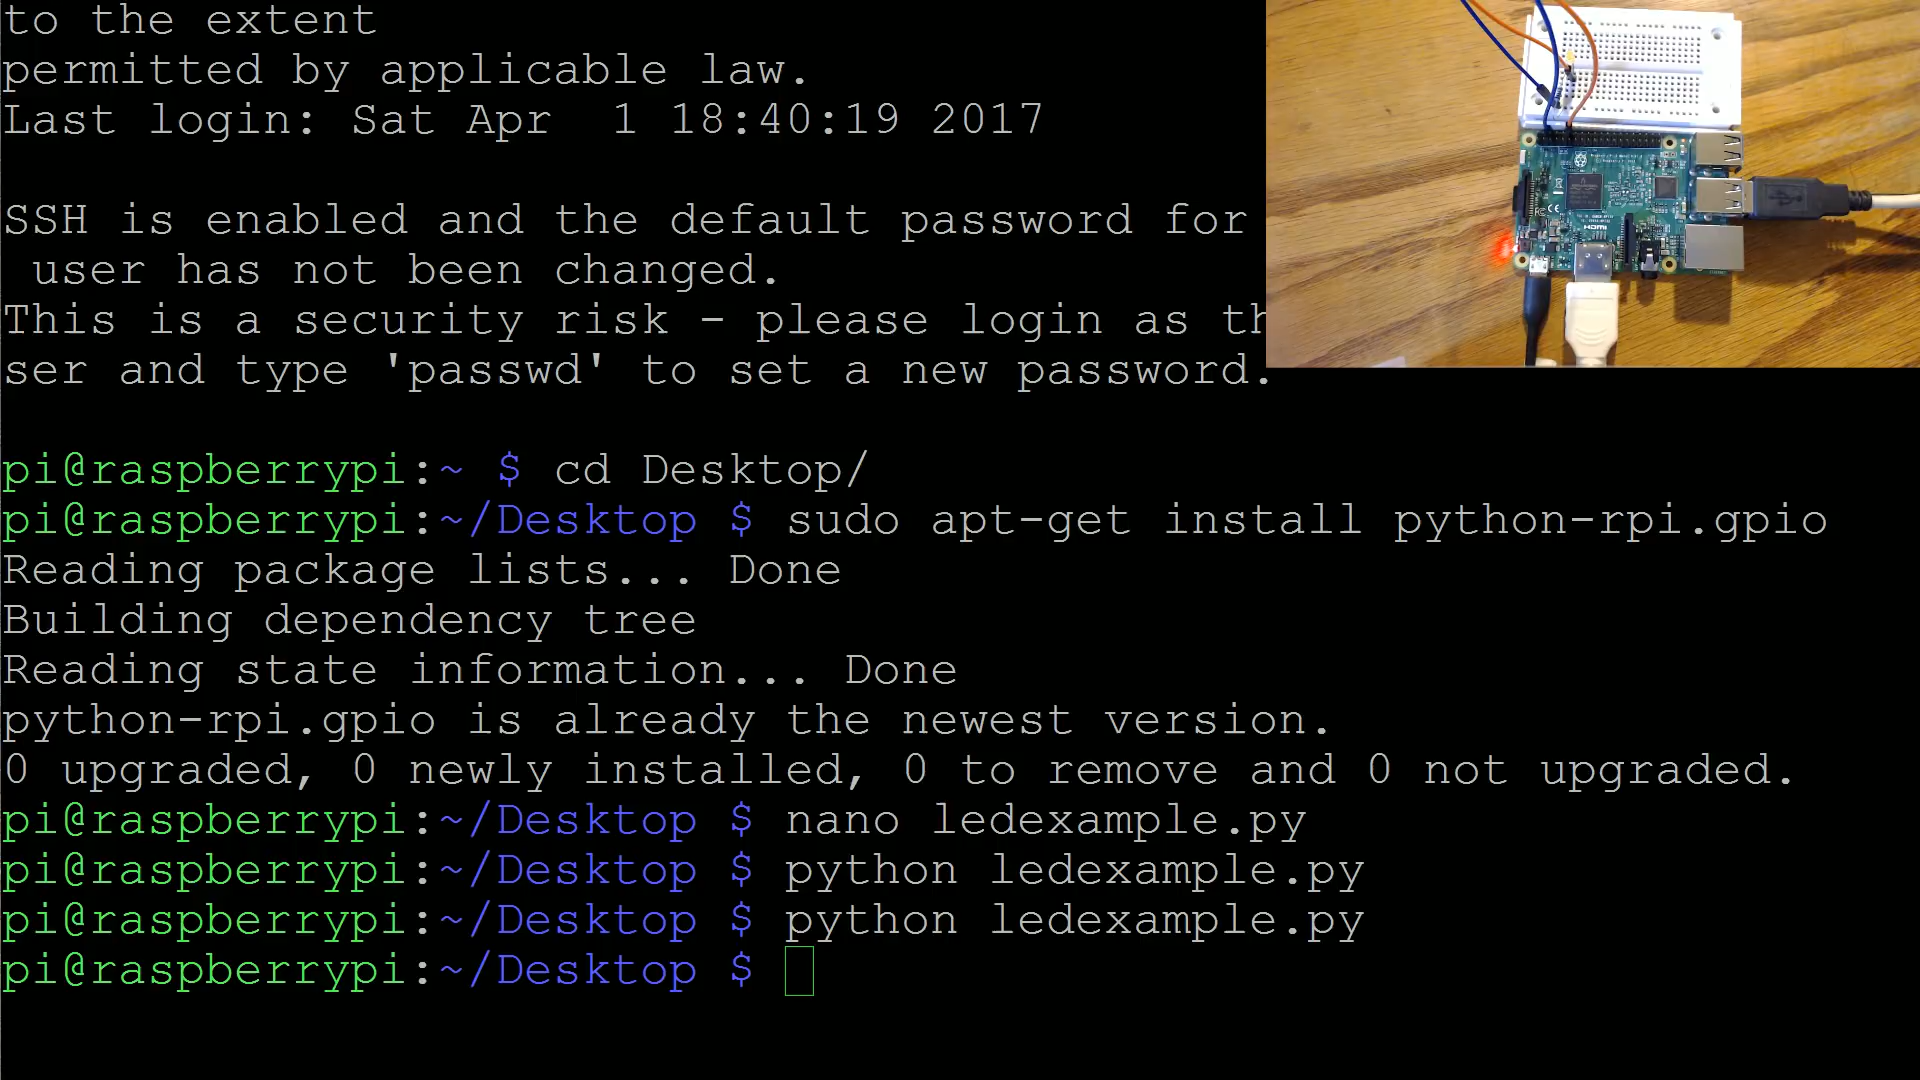 to the extent
permitted by applicable law.
Last login: Sat Apr  1 18:40:19 2017
SSH is enabled and the default password for
user has not been changed.
This is a security risk - please login as th
ser and type 'passwd' to set a new password.
pi@raspberrypi:~ $ cd Desktop/
pi@raspberrypi:~/Desktop $ sudo apt-get install python-rpi.gpio
Reading package lists... Done
Building dependency tree
Reading state information... Done
python-rpi.gpio is already the newest version.
0 upgraded, 0 newly installed, 0 to remove and 0 not upgraded.
pi@raspberrypi:~/Desktop $ nano ledexample.py
pi@raspberrypi:~/Desktop $ python ledexample.py
pi@raspberrypi:~/Desktop $ python ledexample.py
pi@raspberrypi:~/Desktop $
HDMI